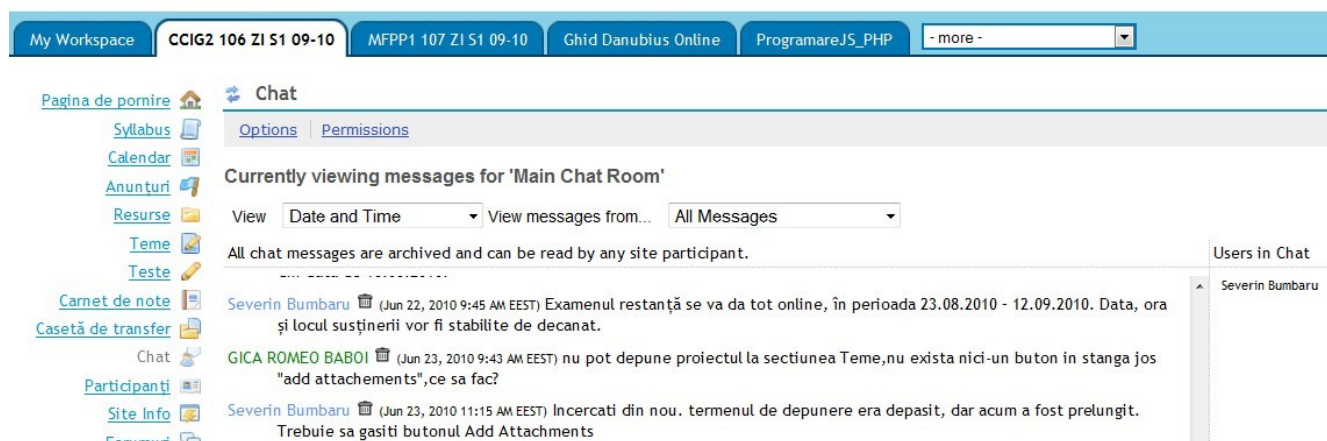 My Workspace
CCIG2 106 ZI S1 09-10
MFPP1 107 ZI S1 09-10
Ghid Danubius Online
ProgramareJS_PHP
- more -
Pagina de pornire
Syllabus
Calendar
Anunțuri
Resurse
Teme
Teste
Carnet de note
Casetă de transfer
Chat
Participanți
Site Info
Chat
Options
Permissions
Currently viewing messages for 'Main Chat Room'
View Date and Time View messages from... All Messages
All chat messages are archived and can be read by any site participant.
Severin Bumbaru (Jun 22, 2010 9:45 AM EEST) Examenul restanță se va da tot online, în perioada 23.08.2010 - 12.09.2010. Data, ora
și locul susținerii vor fi stabilite de decanat.
GICA ROMEO BABOI (Jun 23, 2010 9:43 AM EEST) nu pot depune proiectul la sectiunea Teme,nu exista nici-un buton in stanga jos
"add attachements",ce sa fac?
Severin Bumbaru (Jun 23, 2010 11:15 AM EEST) Incercati din nou. termenul de depunere era depasit, dar acum a fost prelungit.
Trebuie sa gasiti butonul Add Attachments
Users in Chat
Severin Bumbaru